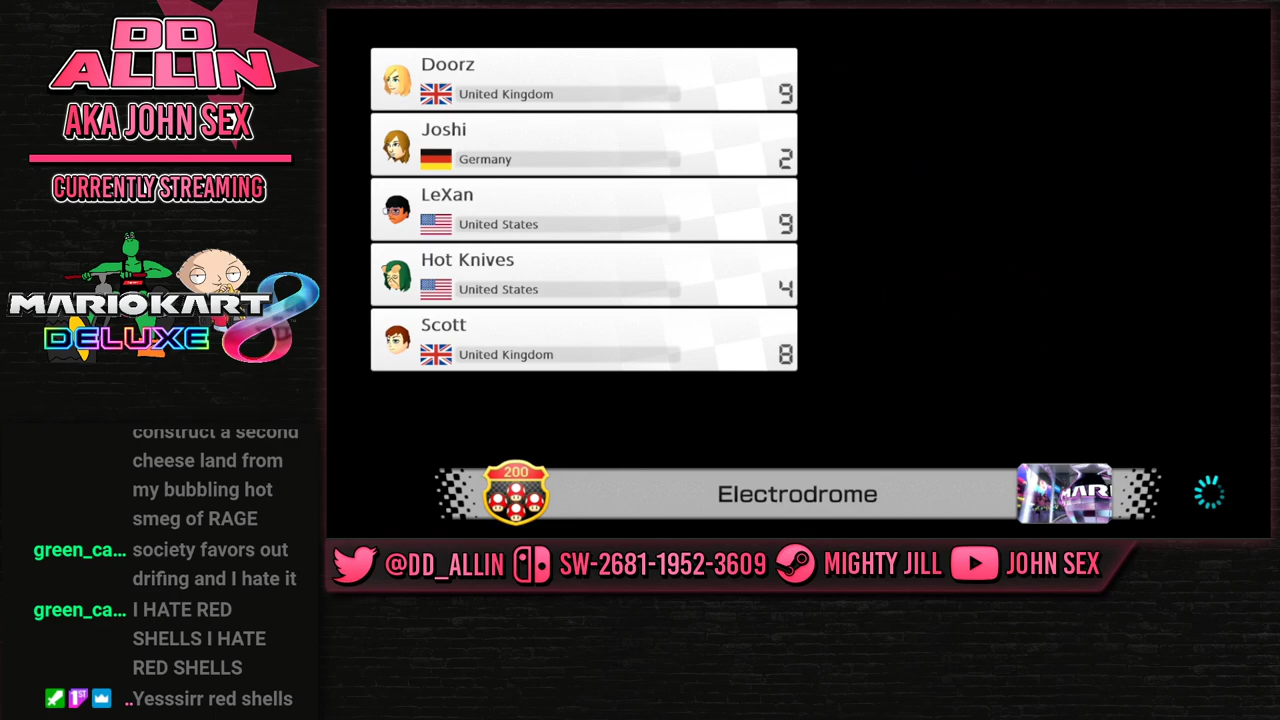 DD
ALLIN
AKA JOHN SEX
CURRENTLY STREAMING
MARIOKART 8
DELUXE
construct a second
cheese land from
my bubbling hot
smeg of RAGE
green_ca... society favors out
drifing and I hate it
green_ca... I HATE RED
SHELLS I HATE
RED SHELLS
1ST ..Yesssirr red shells
Doorz
United Kingdom 9
Joshi
Germany 2
LeXan
United States 9
Hot Knives
United States 4
Scott
United Kingdom 8
200 Electrodrome MARI
@DD_ALLIN SW-2681-1952-3609 MIGHTY JILL JOHN SEX